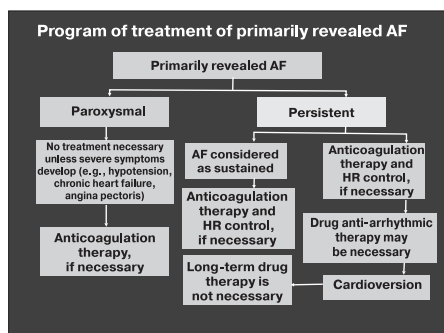 Program of treatment of primarily revealed AF
Primarily revealed AF
Paroxysmal
Persistent
No treatment necessary
unless severe symptoms
develop (e.g., hypotension,
chronic heart failure,
angina pectoris)
Anticoagulation
therapy,
if necessary
AF considered
as sustained
Anticoagulation
therapy and
HR control,
if necessary
Anticoagulation
therapy and
HR control,
if necessary
Drug anti-arrhythmic
therapy may
be necessary
Long-term drug
therapy is
not necessary
Cardioversion